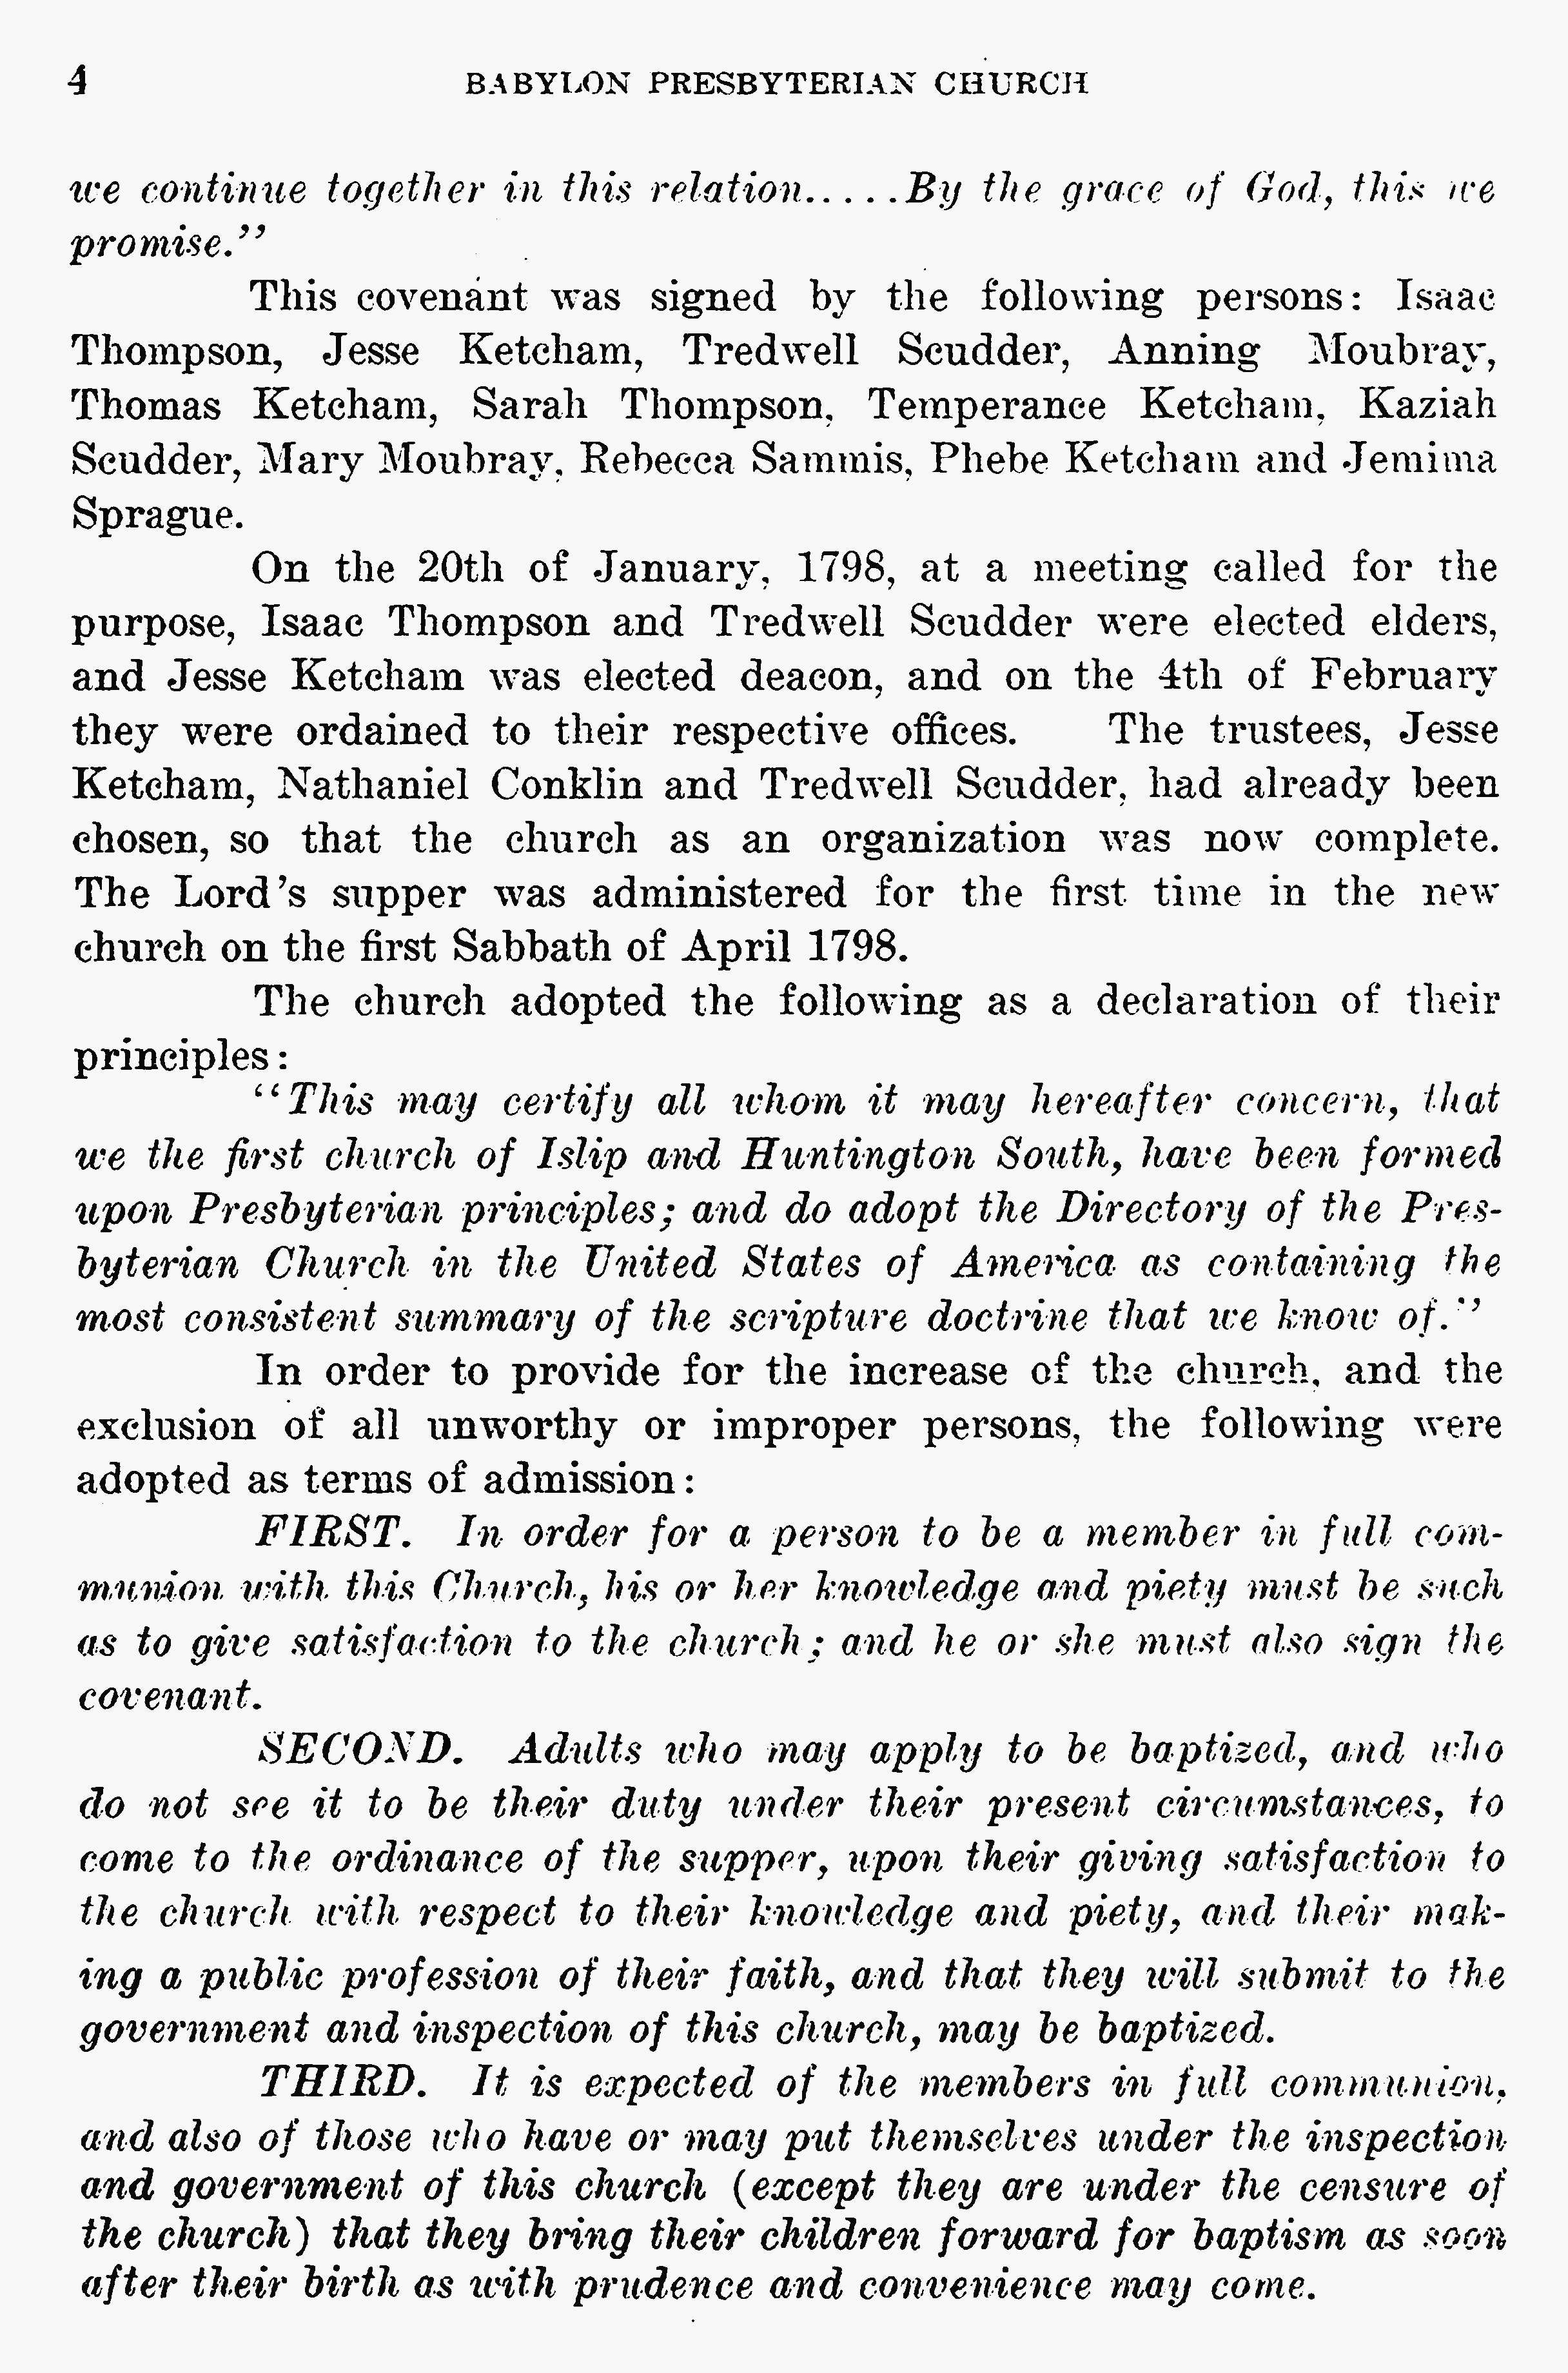 4 BABYLON PRESBYTERIAN CHURCH
we continue together in this relation.....By the grace of God, this we
promise."
This covenant was signed by the following persons: Isaac
Thompson, Jesse Ketcham, Tredwell Scudder, Anning Moubray,
Thomas Ketcham, Sarah Thompson, Temperance Ketcham, Kaziah
Scudder, Mary Moubray, Rebecca Sammis, Phebe Ketcham and Jemima
Sprague.
On the 20th of January, 1798, at a meeting called for the
purpose, Isaac Thompson and Tredwell Scudder were elected elders,
and Jesse Ketcham was elected deacon, and on the 4th of February
they were ordained to their respective offices. The trustees, Jesse
Ketcham, Nathaniel Conklin and Tredwell Scudder, had already been
chosen, so that the church as an organization was now complete.
The Lord's supper was administered for the first time in the new
church on the first Sabbath of April 1798.
The church adopted the following as a declaration of their
principles:
"This may certify all whom it may hereafter concern, that
we the first church of Islip and Huntington South, have been formed
upon Presbyterian principles; and do adopt the Directory of the Pres-
byterian Church in the United States of America as containing the
most consistent summary of the scripture doctrine that we know of."
In order to provide for the increase of the church, and the
exclusion of all unworthy or improper persons, the following were
adopted as terms of admission:
FIRST. In order for a person to be a member in full com-
munion with this Church, his or her knowledge and piety must be such
as to give satisfaction to the church; and he or she must also sign the
covenant.
SECOND. Adults who may apply to be baptized, and who
do not see it to be their duty under their present circumstances, to
come to the ordinance of the supper, upon their giving satisfaction to
the church with respect to their knowledge and piety, and their mak-
ing a public profession of their faith, and that they will submit to the
government and inspection of this church, may be baptized.
THIRD. It is expected of the members in full communion,
and also of those who have or may put themselves under the inspection
and government of this church (except they are under the censure of
the church) that they bring their children forward for baptism as soon
after their birth as with prudence and convenience may come.